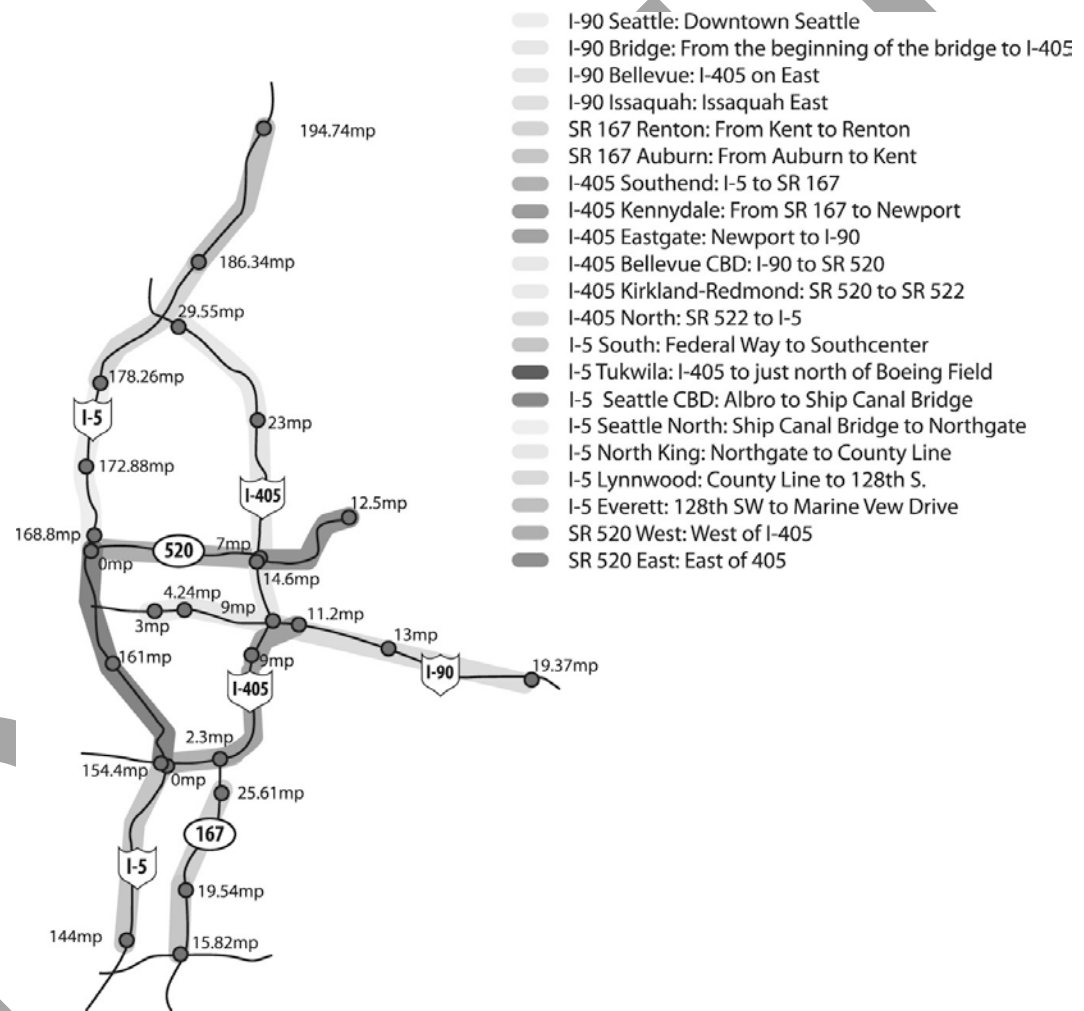 I-90 Seattle: Downtown Seattle
I-90 Bridge: From the beginning of the bridge to I-405
I-90 Bellevue: I-405 on East
I-90 Issaquah: Issaquah East
SR 167 Renton: From Kent to Renton
SR 167 Auburn: From Auburn to Kent
I-405 Southend: I-5 to SR 167
I-405 Kennydale: From SR 167 to Newport
I-405 Eastgate: Newport to I-90
I-405 Bellevue CBD: I-90 to SR 520
I-405 Kirkland-Redmond: SR 520 to SR 522
I-405 North: SR 522 to I-5
I-5 South: Federal Way to Southcenter
I-5 Tukwila: I-405 to just north of Boeing Field
I-5 Seattle CBD: Albro to Ship Canal Bridge
I-5 Seattle North: Ship Canal Bridge to Northgate
I-5 North King: Northgate to County Line
I-5 Lynnwood: County Line to 128th S.
I-5 Everett: 128th SW to Marine Vew Drive
SR 520 West: West of I-405
SR 520 East: East of 405
194.74mp
186.34mp
29.55mp
178.26mp
I-5
23mp
172.88mp
I-405
12.5mp
168.8mp
520
7mp
0mp
14.6mp
4.24mp
9mp
11.2mp
3mp
13mp
161mp
9mp
19.37mp
I-90
I-405
2.3mp
154.4mp
0mp
25.61mp
167
I-5
19.54mp
144mp
15.82mp